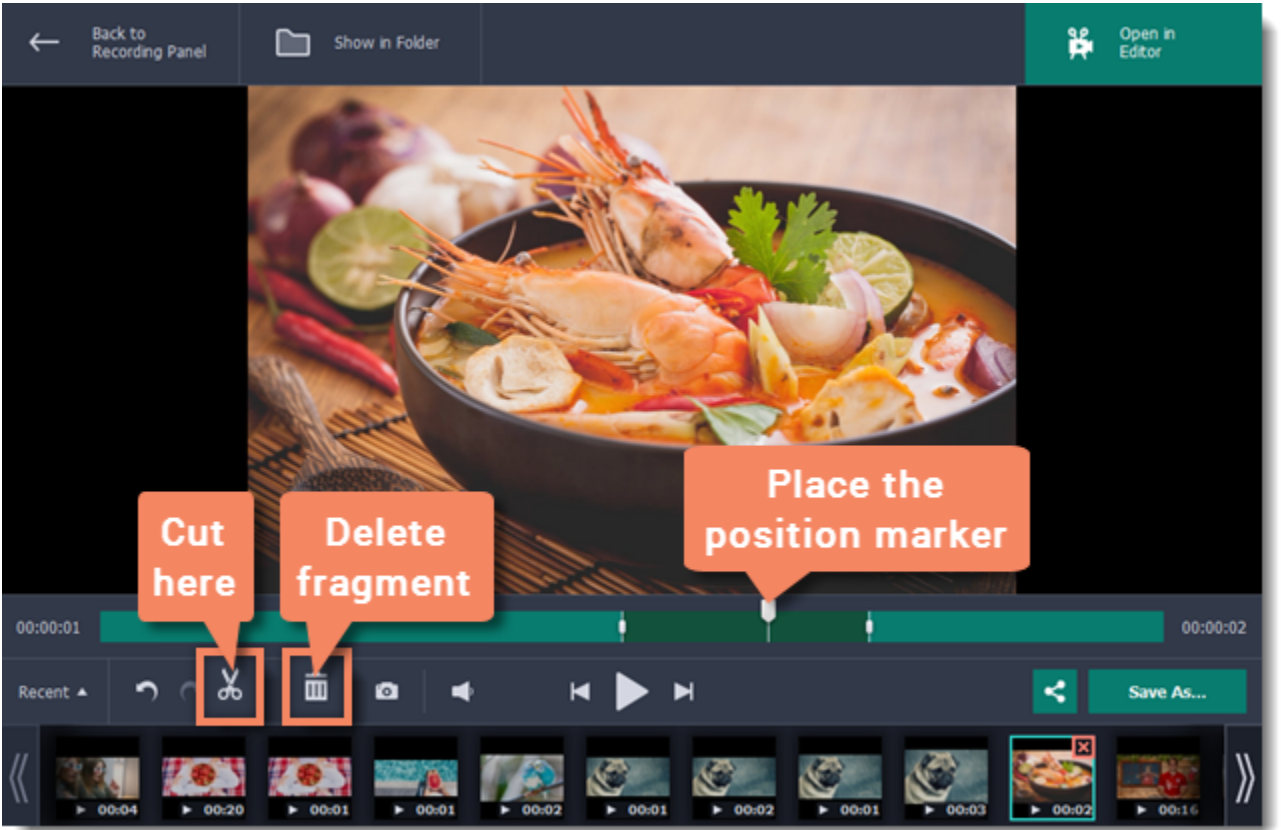 Back to
Recording Panel
Show in Folder
Open in
Editor
Place the
position marker
Cut
here
Delete
fragment
00:00:01
00:00:02
Recent
Save As...
00:04
00:20
00:01
00:01
00:02
00:01
00:02
00:01
00:03
00:02
00:16